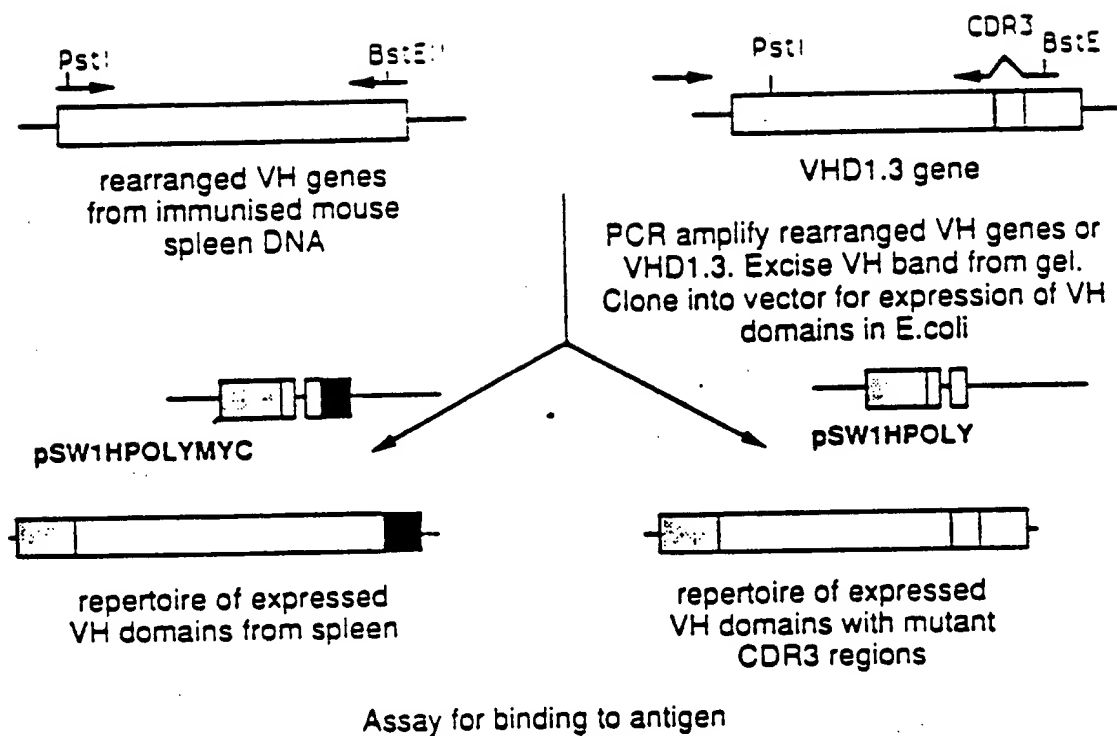 PstI
BstEII
rearranged VH genes
from immunised mouse
spleen DNA
PstI
CDR3
BstE
VHD1.3 gene
PCR amplify rearranged VH genes or
VHD1.3. Excise VH band from gel.
Clone into vector for expression of VH
domains in E.coli
pSW1HPOLYMYC
pSW1HPOLY
repertoire of expressed
VH domains from spleen
repertoire of expressed
VH domains with mutant
CDR3 regions
Assay for binding to antigen